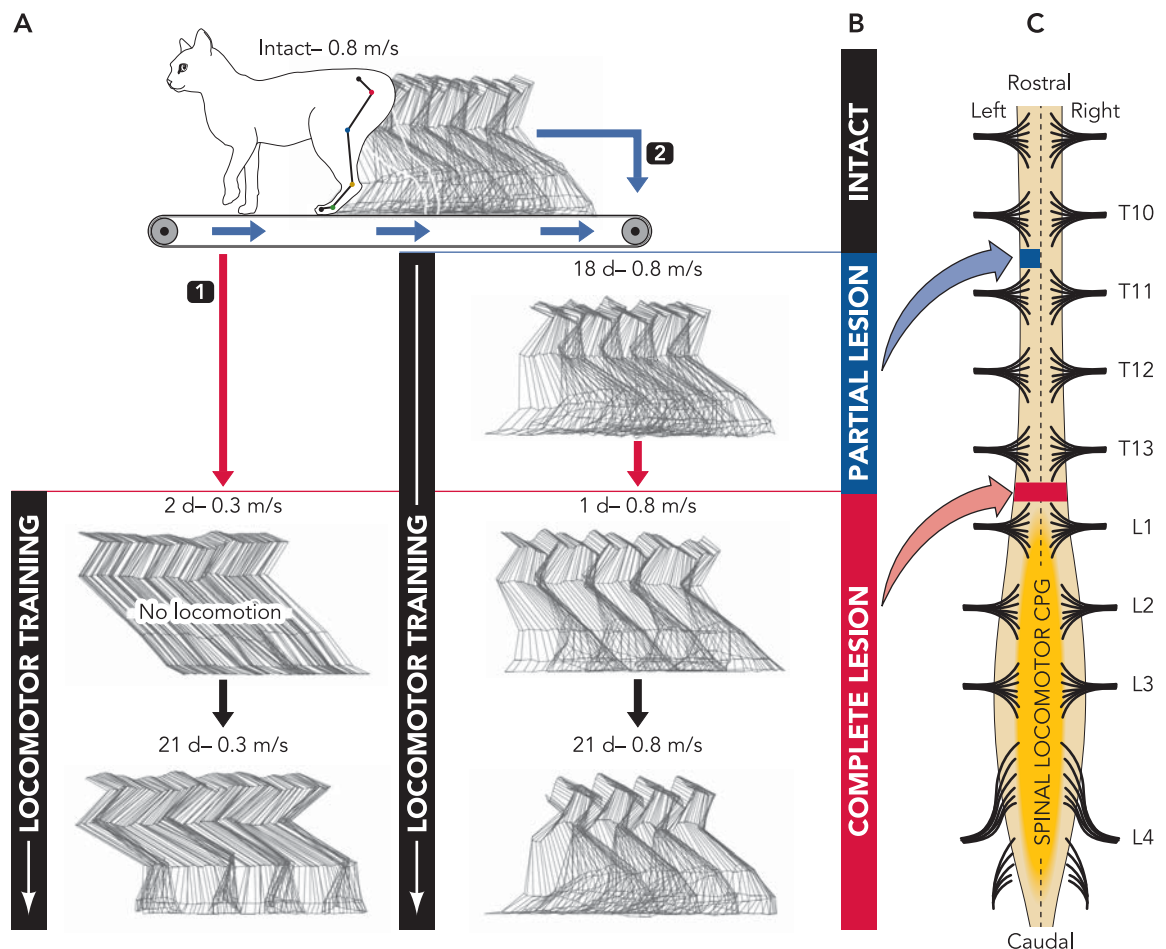 A
B
C
Intact– 0.8 m/s
2
1
18 d– 0.8 m/s
2 d– 0.3 m/s
No locomotion
21 d– 0.3 m/s
1 d– 0.8 m/s
21 d– 0.8 m/s
LOCOMOTOR TRAINING
LOCOMOTOR TRAINING
INTACT
PARTIAL LESION
COMPLETE LESION
Rostral
Left
Right
T10
T11
T12
T13
L1
L2
L3
L4
SPINAL LOCOMOTOR CPG
Caudal